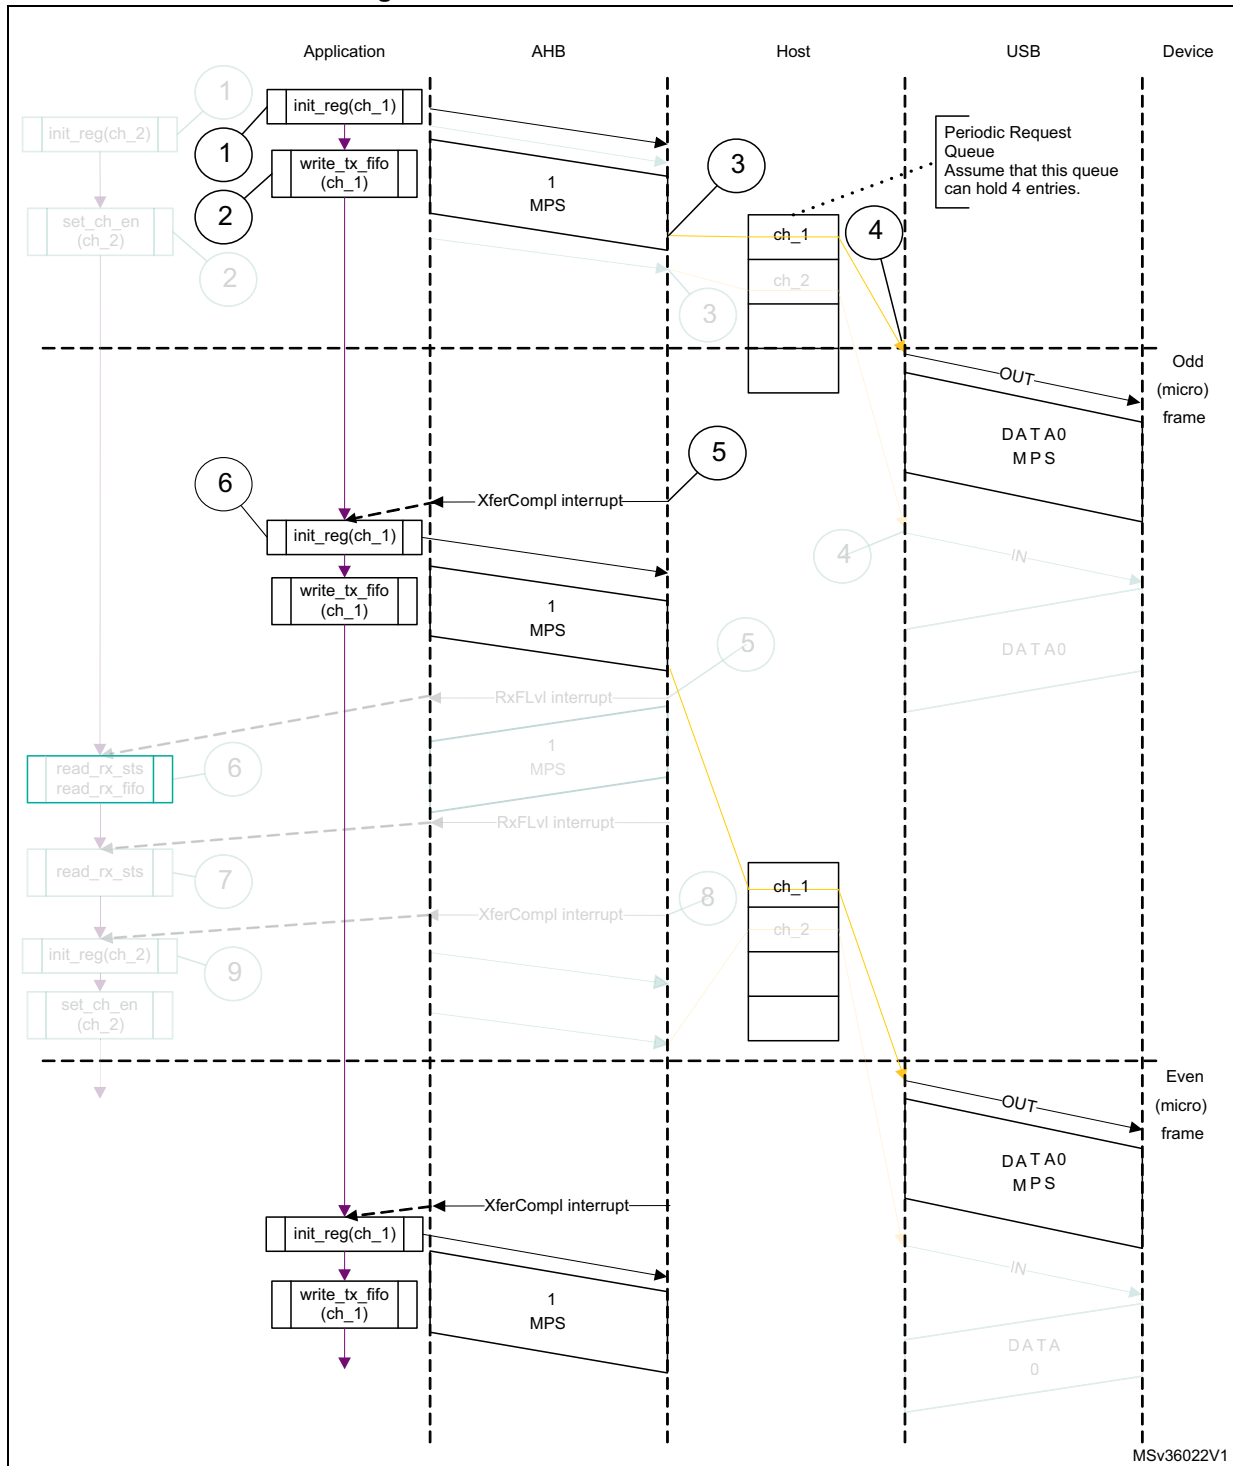 Application
AHB
Host
USB
Device
1
init_reg(ch_1)
init_reg(ch_2)
1
Periodic Request
Queue
Assume that this queue
can hold 4 entries.
write_tx_fifo
(ch_1)
1
MPS
3
2
set_ch_en
(ch_2)
ch_1
4
2
ch_2
3
Odd
(micro)
frame
OUT
DATA0
MPS
5
6
XferCompl interrupt
init_reg(ch_1)
4
IN
write_tx_fifo
(ch_1)
1
MPS
5
DATA0
RxFLvl interrupt
1
MPS
read_rx_sts
read_rx_fifo
6
RxFLvl interrupt
read_rx_sts
7
ch_1
8
XferCompl interrupt
ch_2
init_reg(ch_2)
9
set_ch_en
(ch_2)
Even
(micro)
frame
OUT
DATA0
MPS
XferCompl interrupt
init_reg(ch_1)
IN
write_tx_fifo
(ch_1)
1
MPS
DATA
0
MSv36022V1